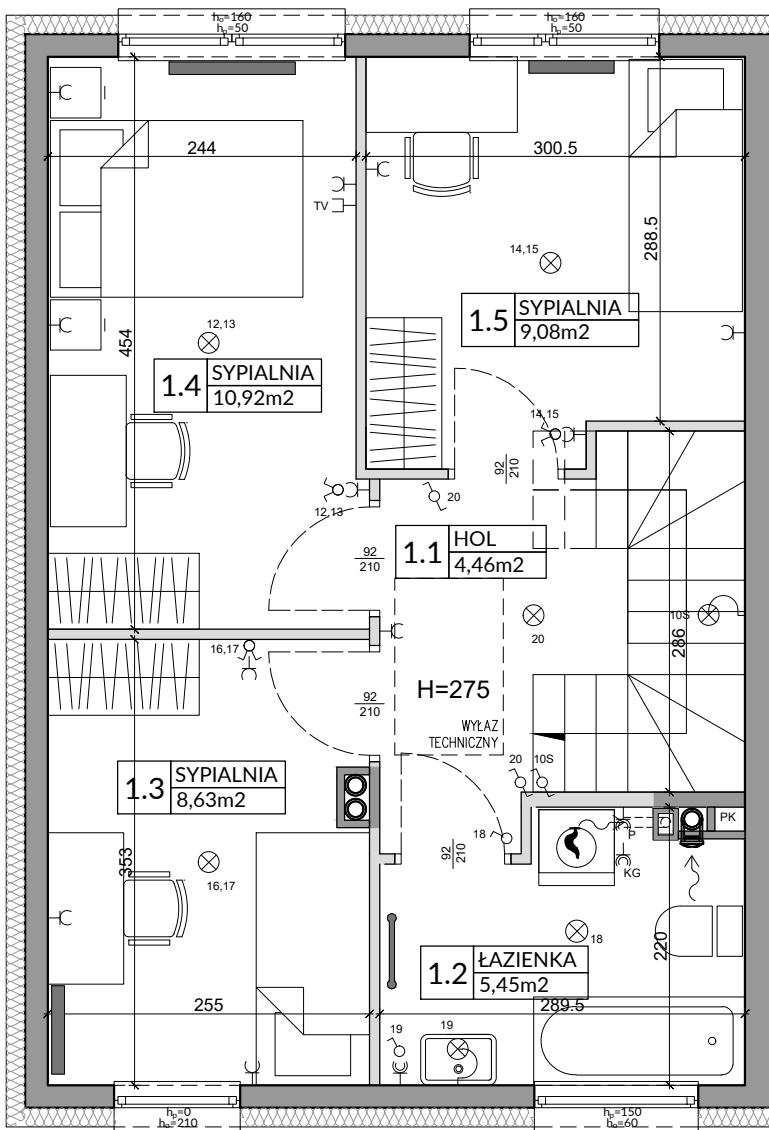 ho=160
hp=50
ho=160
hp=50
244
300.5
TV
14,15
288.5
1.5 SYPIALNIA
9,08m2
12,13
454
1.4 SYPIALNIA
10,92m2
14,15
92
210
12,13
20
1.1 HOL
4,46m2
92
210
20
10S
286
16,17
92
210
H=275
WYŁAZ
TECHNICZNY
20
10S
1.3 SYPIALNIA
8,63m2
18
92
210
P
PK
KG
353
16,17
18
220
1.2 ŁAZIENKA
5,45m2
255
289.5
19
19
hp=0
ho=210
hp=150
ho=60